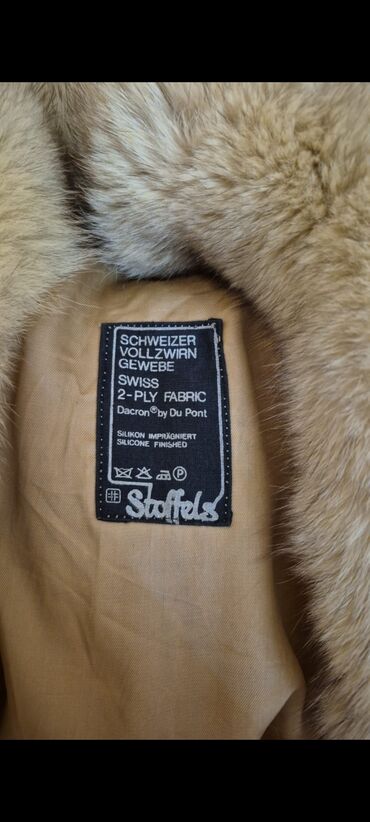 SCHWEIZER
VOLLZWIRN
GEWEBE
SWISS
2-PLY FABRIC
Dacron® by Du Pont
SILIKON IMPRÄGNIERT
SILICONE FINISHED
P
Stoffels